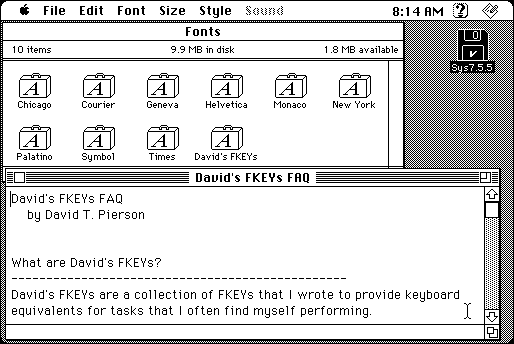 File Edit Font Size Style Sound 8:14 AM
Fonts
10 items 9.9 MB in disk 1.8 MB available
Chicago Courier Geneva Helvetica Monaco New York
Palatino Symbol Times David's FKEYs
Sys7.5.5
David's FKEYs FAQ
David's FKEYs FAQ
by David T. Pierson
What are David's FKEYs?
------------------------------------------------
David's FKEYs are a collection of FKEYs that I wrote to provide keyboard
equivalents for tasks that I often find myself performing.